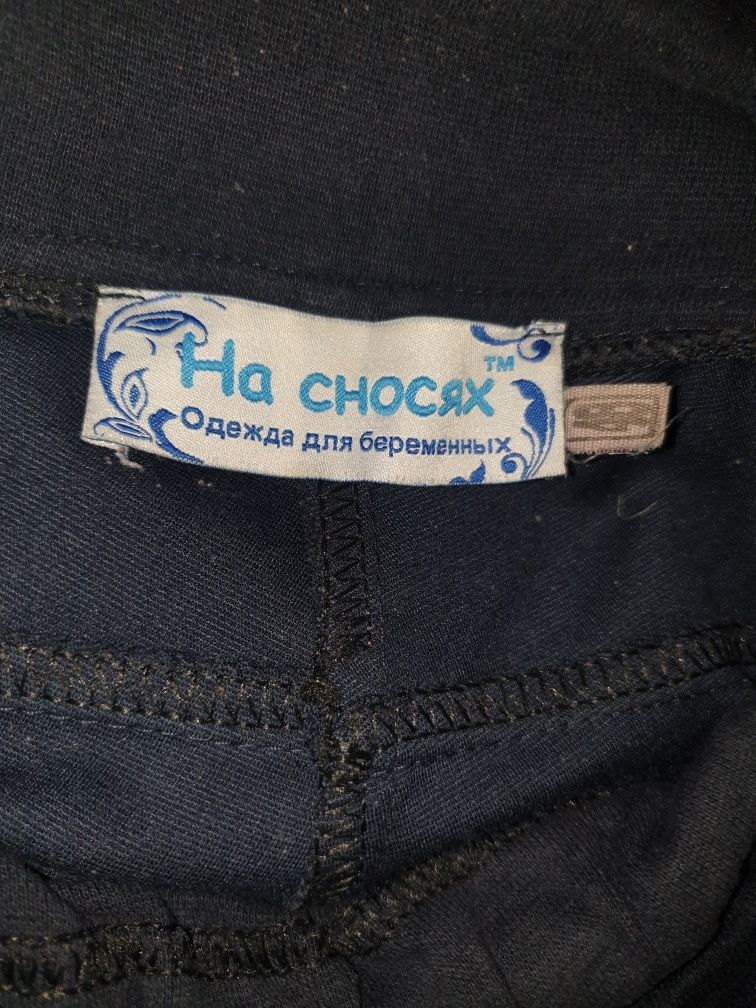 На сносях™
Одежда для беременных